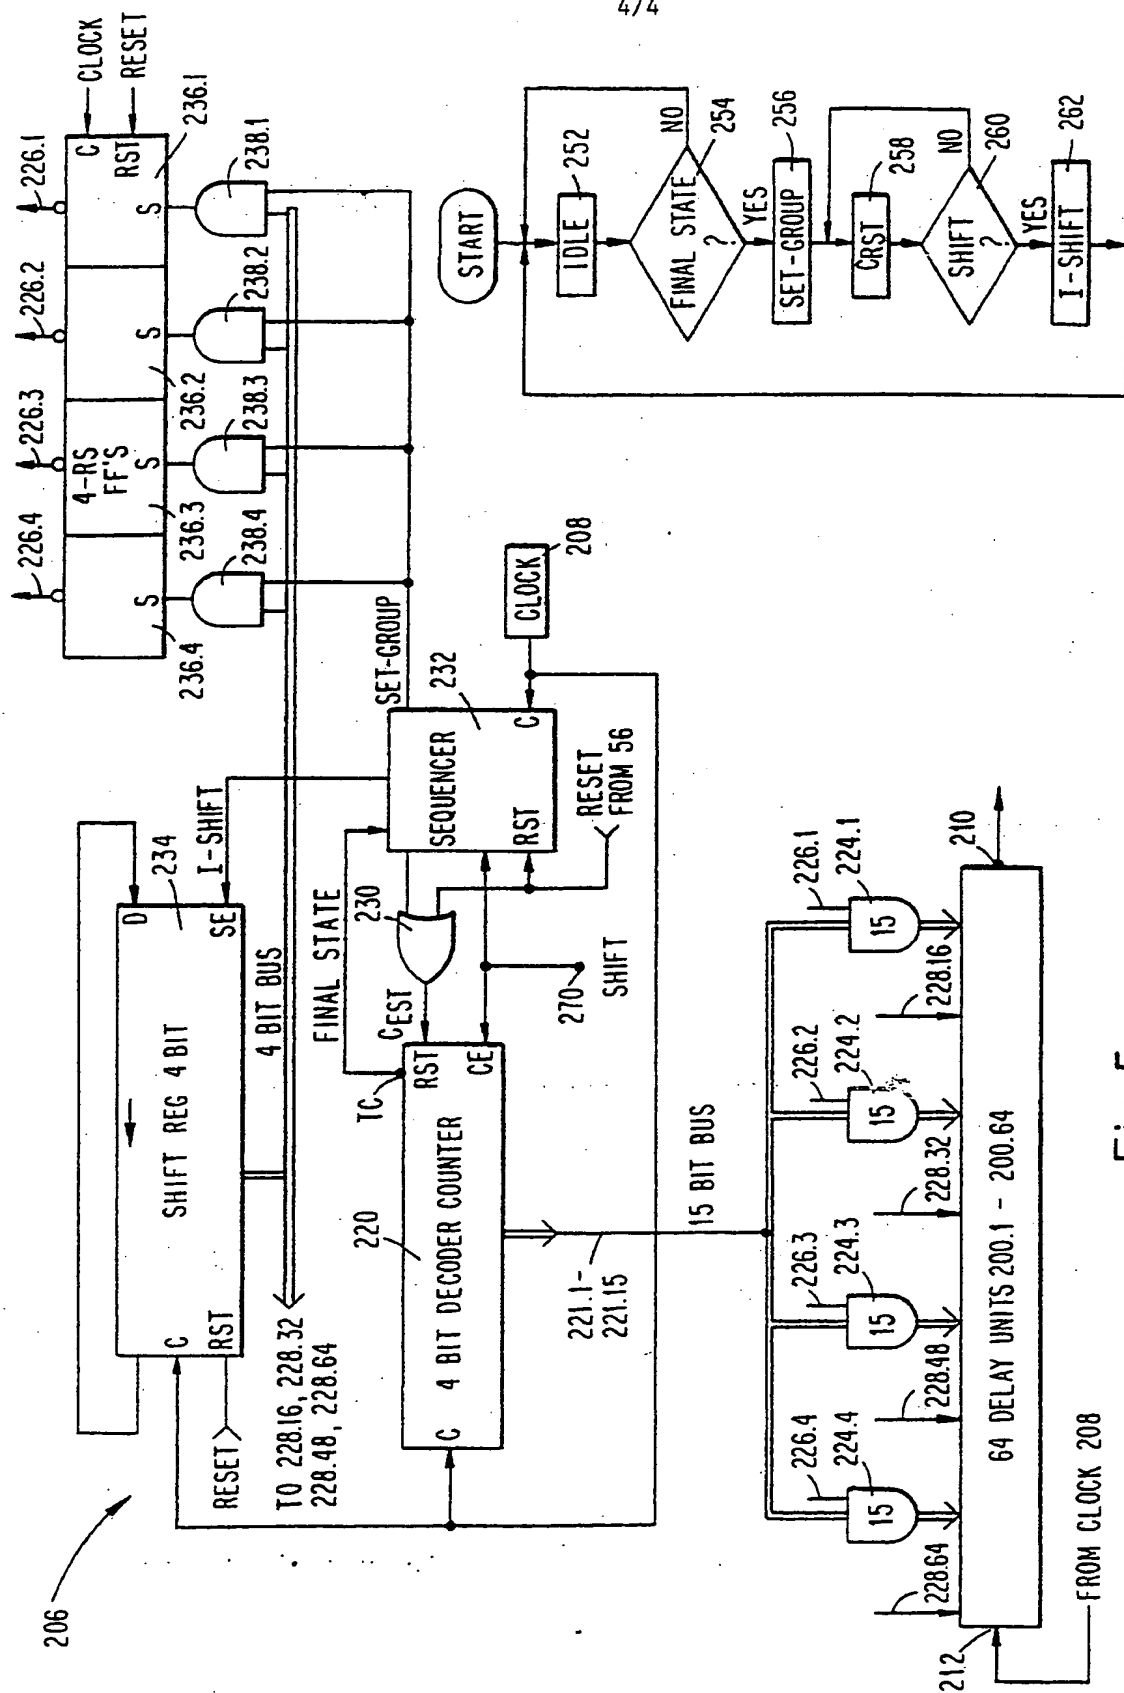 4/4
206
SHIFT REG 4 BIT
234
D
SE
C
RST
RESET
I-SHIFT
4 BIT BUS
TO 228.16, 228.32
228.48, 228.64
226.4
226.3
226.2
226.1
4-RS
FF'S
C
RST
CLOCK
RESET
S
S
S
S
236.4
236.3
236.2
236.1
238.4
238.3
238.2
238.1
FINAL STATE
TC
CEST
230
RST
CE
220
4 BIT DECODER COUNTER
C
SEQUENCER
232
SET-GROUP
RST
C
RESET
FROM 56
270
SHIFT
CLOCK
208
221.1-
221.15
15 BIT BUS
226.4
224.4
15
226.3
224.3
15
226.2
224.2
15
226.1
224.1
15
228.64
228.48
228.32
228.16
64 DELAY UNITS 200.1 - 200.64
212
210
FROM CLOCK 208
START
IDLE
252
FINAL STATE
?
254
NO
YES
SET-GROUP
256
CRST
258
SHIFT
?
260
NO
YES
I-SHIFT
262